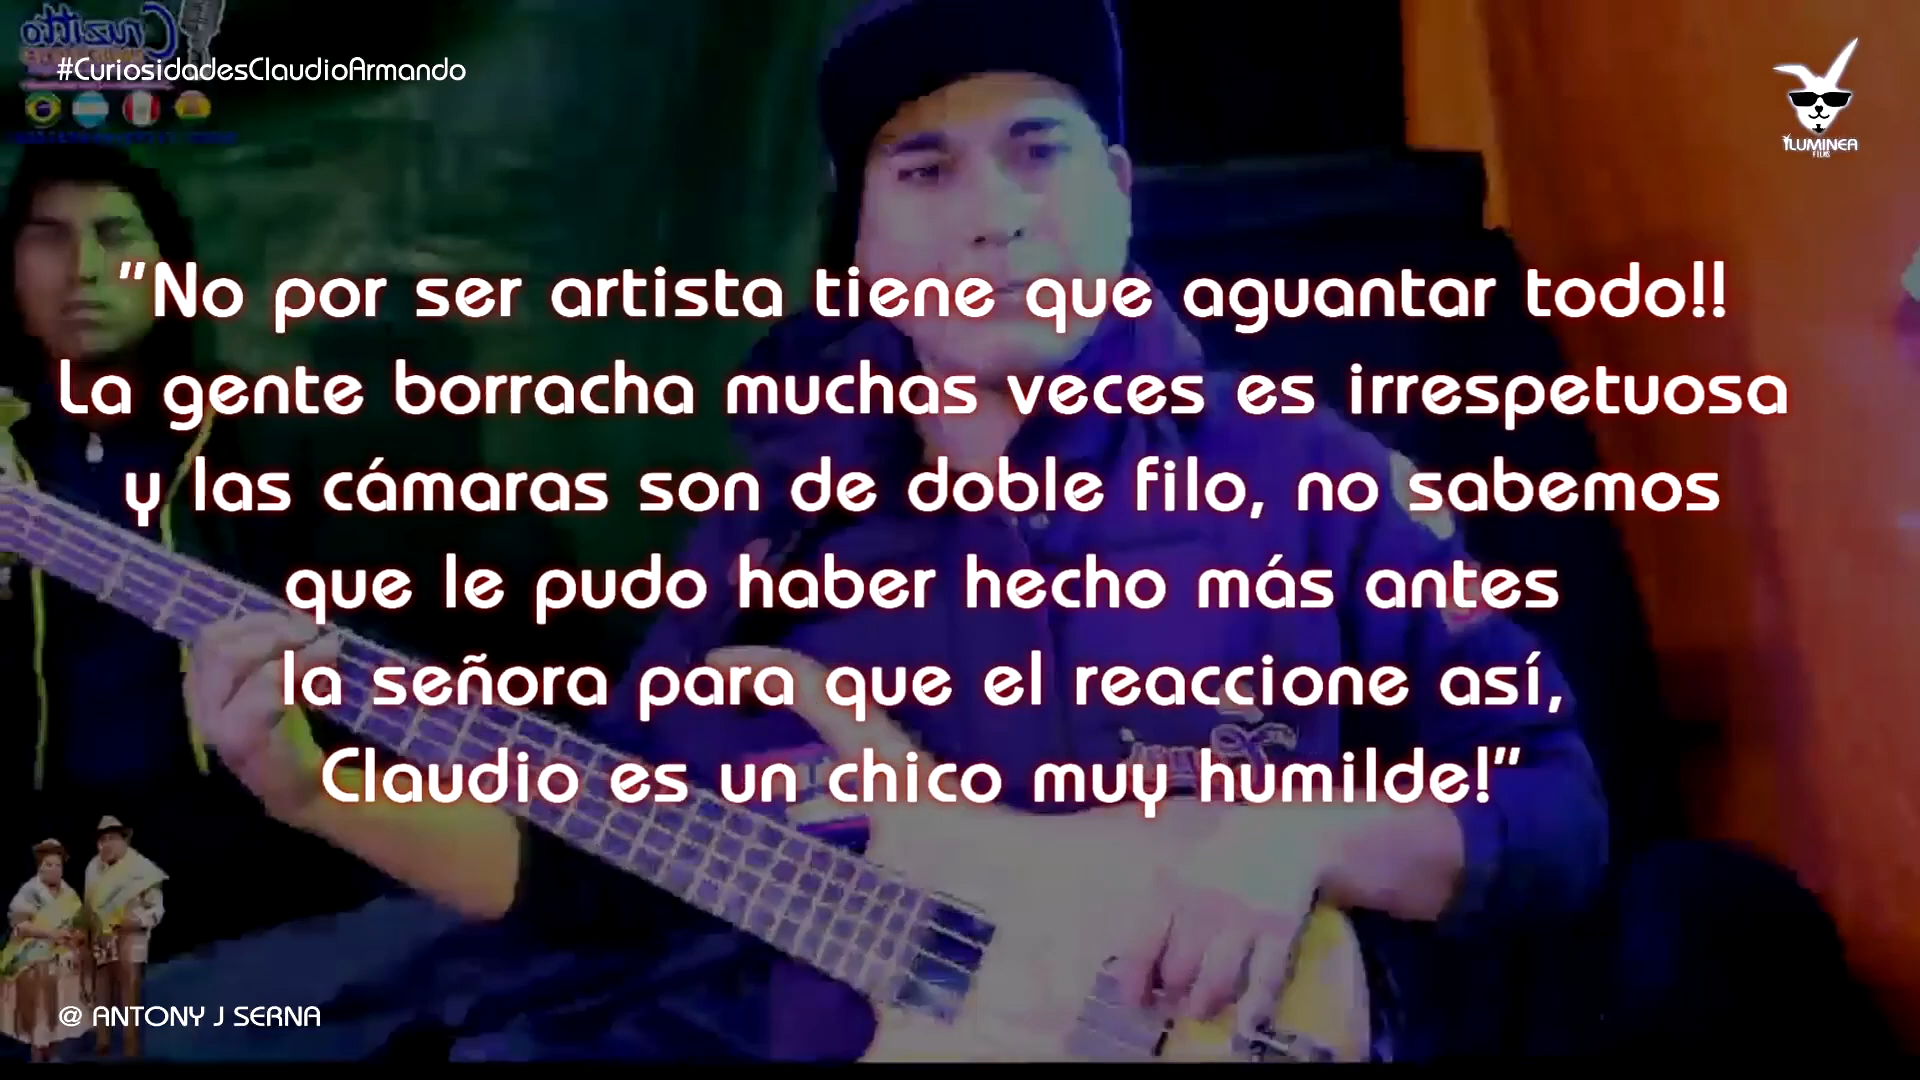 #CuriosidadesClaudioArmando
Cruzitto
ILUMINEA
FILMS
"No por ser artista tiene que aguantar todo!!
La gente borracha muchas veces es irrespetuosa
y las cámaras son de doble filo, no sabemos
que le pudo haber hecho más antes
la señora para que el reaccione así,
Claudio es un chico muy humilde!"
@ ANTONY J SERNA